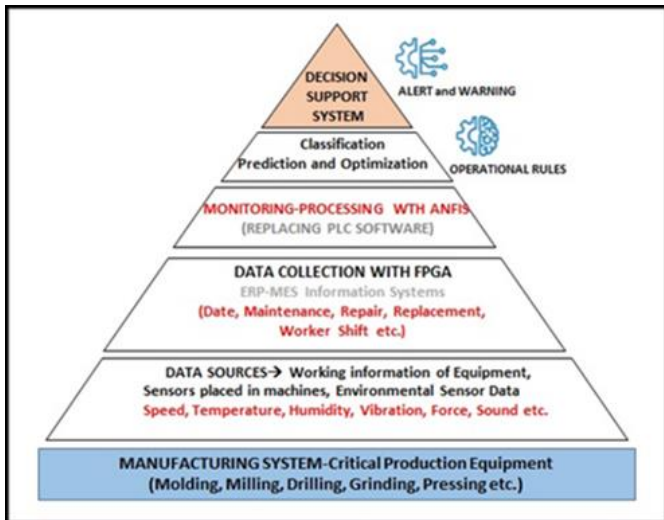 DECISION
SUPPORT
SYSTEM
ALERT and WARNING
Classification
Prediction and Optimization
OPERATIONAL RULES
MONITORING-PROCESSING WTH ANFIS
(REPLACING PLC SOFTWARE)
DATA COLLECTION WITH FPGA
ERP-MES Information Systems
(Date, Maintenance, Repair, Replacement,
Worker Shift etc.)
DATA SOURCES→ Working information of Equipment,
Sensors placed in machines, Environmental Sensor Data
Speed, Temperature, Humidity, Vibration, Force, Sound etc.
MANUFACTURING SYSTEM-Critical Production Equipment
(Molding, Milling, Drilling, Grinding, Pressing etc.)